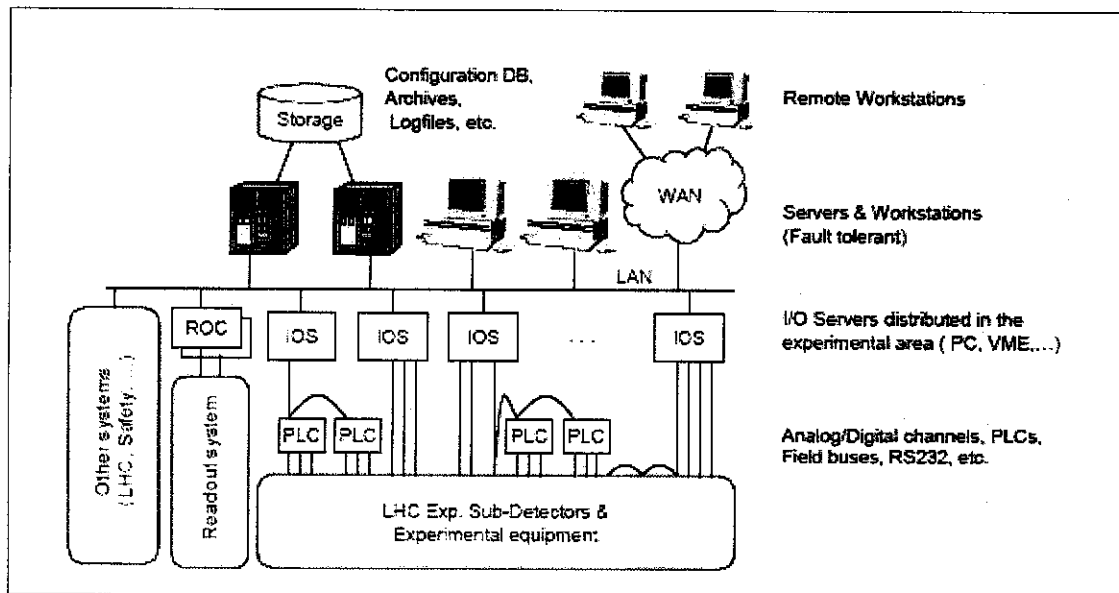 Configuration DB,
Archives,
Logfiles, etc.
Storage
Remote Workstations
WAN
Servers & Workstations
(Fault tolerant)
LAN
ROC
IOS
IOS
IOS
. . .
IOS
I/O Servers distributed in the
experimental area ( PC, VME,...)
Other systems
(LHC, Safety,...)
Readout system
PLC
PLC
PLC
PLC
Analog/Digital channels, PLCs,
Field buses, RS232, etc.
LHC Exp. Sub-Detectors &
Experimental equipment